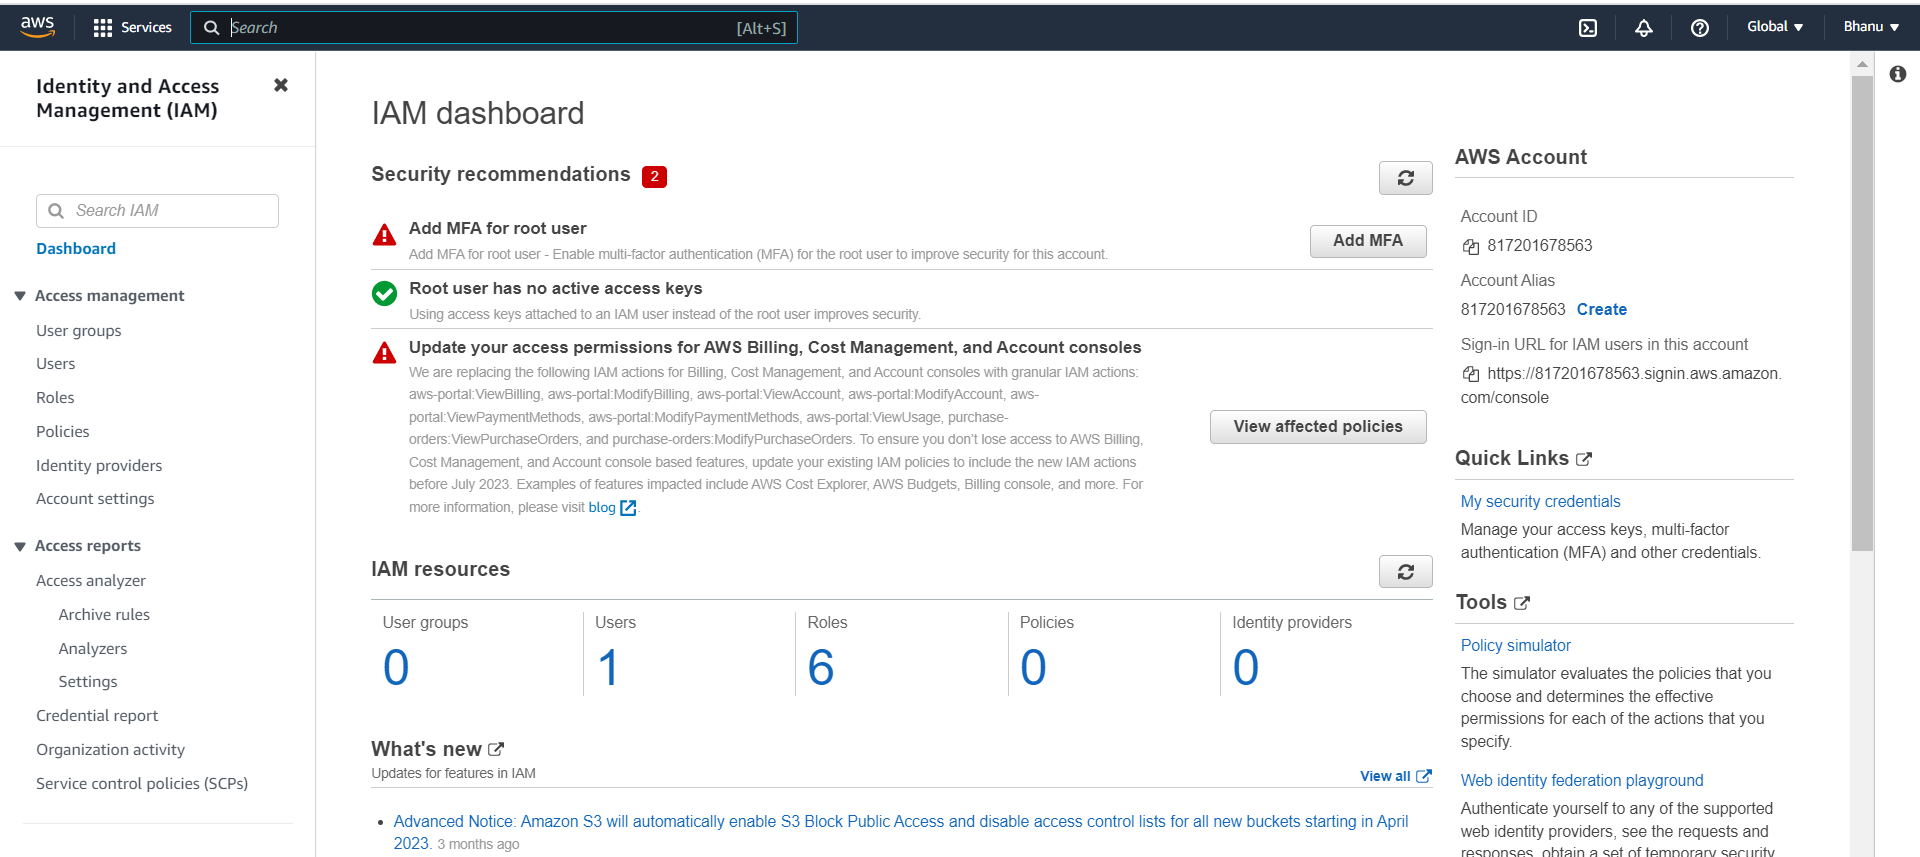 aws
Services
Search
[Alt+S]
Global
Bhanu
Identity and Access
Management (IAM)
Search IAM
Dashboard
Access management
User groups
Users
Roles
Policies
Identity providers
Account settings
Access reports
Access analyzer
Archive rules
Analyzers
Settings
Credential report
Organization activity
Service control policies (SCPs)
IAM dashboard
Security recommendations 2
Add MFA for root user
Add MFA for root user - Enable multi-factor authentication (MFA) for the root user to improve security for this account.
Add MFA
Root user has no active access keys
Using access keys attached to an IAM user instead of the root user improves security.
Update your access permissions for AWS Billing, Cost Management, and Account consoles
We are replacing the following IAM actions for Billing, Cost Management, and Account consoles with granular IAM actions:
aws-portal:ViewBilling, aws-portal:ModifyBilling, aws-portal:ViewAccount, aws-portal:ModifyAccount, aws-
portal:ViewPaymentMethods, aws-portal:ModifyPaymentMethods, aws-portal:ViewUsage, purchase-
orders:ViewPurchaseOrders, and purchase-orders:ModifyPurchaseOrders. To ensure you don't lose access to AWS Billing,
Cost Management, and Account console based features, update your existing IAM policies to include the new IAM actions
before July 2023. Examples of features impacted include AWS Cost Explorer, AWS Budgets, Billing console, and more. For
more information, please visit blog .
View affected policies
IAM resources
User groups
0
Users
1
Roles
6
Policies
0
Identity providers
0
What's new
Updates for features in IAM
View all
Advanced Notice: Amazon S3 will automatically enable S3 Block Public Access and disable access control lists for all new buckets starting in April
2023. 3 months ago
AWS Account
Account ID
817201678563
Account Alias
817201678563 Create
Sign-in URL for IAM users in this account
https://817201678563.signin.aws.amazon.
com/console
Quick Links
My security credentials
Manage your access keys, multi-factor
authentication (MFA) and other credentials.
Tools
Policy simulator
The simulator evaluates the policies that you
choose and determines the effective
permissions for each of the actions that you
specify.
Web identity federation playground
Authenticate yourself to any of the supported
web identity providers, see the requests and
responses, obtain a set of temporary security